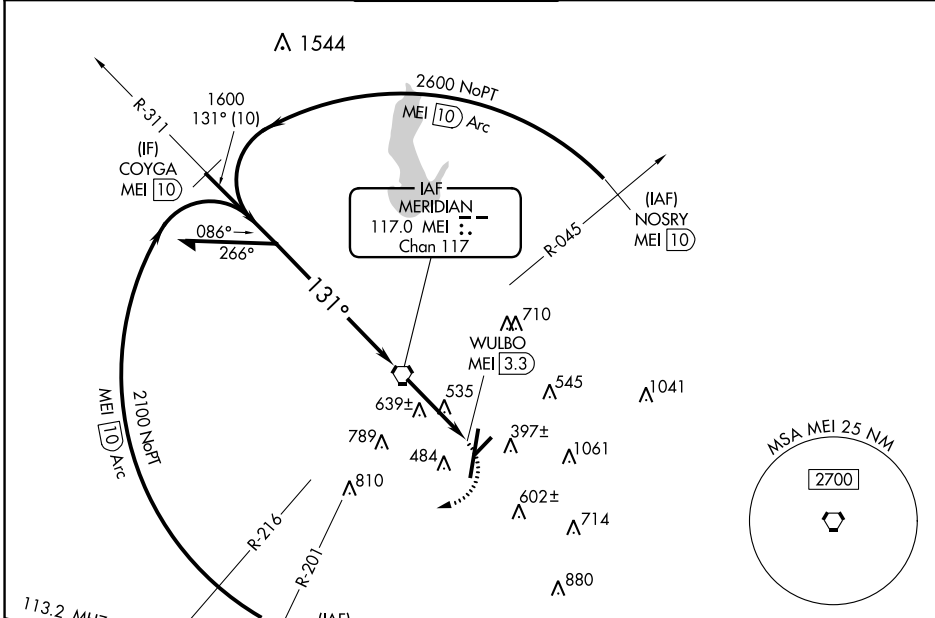 1544
2600 NoPT
MEI 10 Arc
R-311
1600
131° (10)
(IF)
COYGA
MEI 10
IAF
MERIDIAN
117.0 MEI
Chan 117
(IAF)
NOSRY
MEI 10
R-045
086°
266°
131°
710
WULBO
MEI 3.3
535
545
1041
639±
2100 NoPT
MEI 10 Arc
789
484
397±
1061
MSA MEI 25 NM
2700
810
602±
714
R-216
R-201
880
113.2
(IAF)